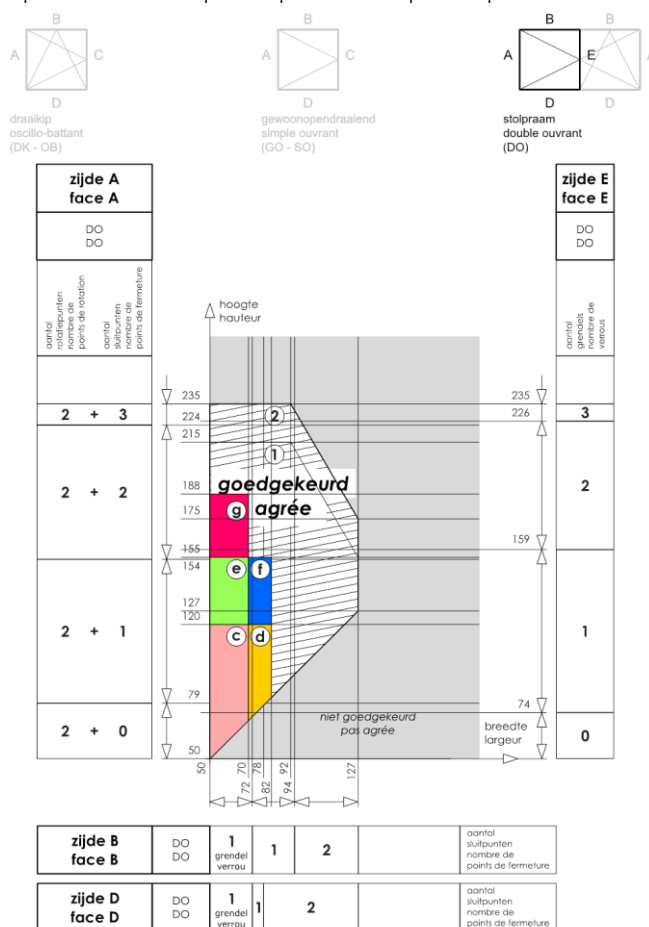 B
A
C
D
draaikip
oscillo-battant
(DK - OB)
B
A
C
D
gewoonopendraaiend
simple ouvrant
(GO - SO)
B
B
A
E
D
D
stolpraam
double ouvrant
(DO)
zijde A
face A
DO
DO
aantal
rotatiepunten
nombre de
points de rotation
aantal
sluitpunten
nombre de
points de fermeture
2 + 3
2 + 2
2 + 1
2 + 0
zijde E
face E
DO
DO
aantal
grendels
nombre de
verrous
3
2
1
0
hoogte
hauteur
235
224
215
188
175
155
154
127
120
79
50
235
226
159
74
2
1
goedgekeurd
agrée
g
e
f
c
d
niet goedgekeurd
pas agrée
breedte
largeur
50
70
72
78
82
92
94
127
zijde B
face B
DO
DO
1
grendel
verrou
1
2
aantal
sluitpunten
nombre de
points de fermeture
zijde D
face D
DO
DO
1
grendel
verrou
1
2
aantal
sluitpunten
nombre de
points de fermeture